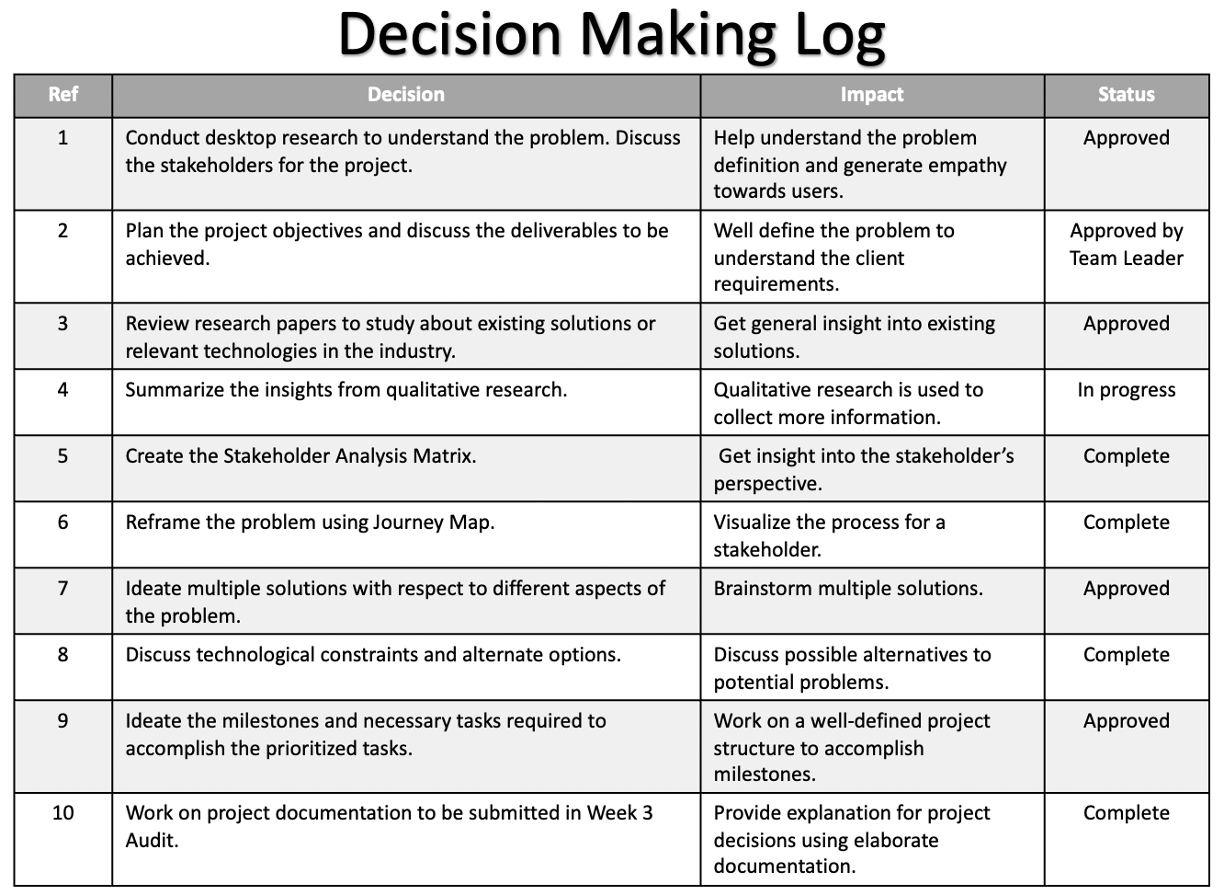 Decision Making Log
Ref Decision Impact Status
1 Conduct desktop research to understand the problem. Discuss Help understand the problem Approved
the stakeholders for the project. definition and generate empathy
towards users.
2 Plan the project objectives and discuss the deliverables to be Well define the problem to Approved by
achieved. understand the client Team Leader
requirements.
3 Review research papers to study about existing solutions or Get general insight into existing Approved
relevant technologies in the industry. solutions.
4 Summarize the insights from qualitative research. Qualitative research is used to In progress
collect more information.
5 Create the Stakeholder Analysis Matrix. Get insight into the stakeholder’s Complete
perspective.
6 Reframe the problem using Journey Map. Visualize the process for a Complete
stakeholder.
7 Ideate multiple solutions with respect to different aspects of Brainstorm multiple solutions. Approved
the problem.
8 Discuss technological constraints and alternate options. Discuss possible alternatives to Complete
potential problems.
9 Ideate the milestones and necessary tasks required to Work on a well-defined project Approved
accomplish the prioritized tasks. structure to accomplish
milestones.
10 Work on project documentation to be submitted in Week 3 Provide explanation for project Complete
Audit. decisions using elaborate
documentation.